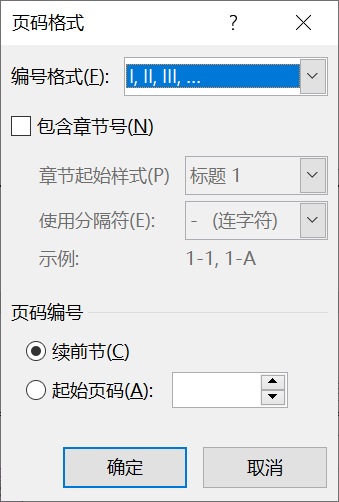 页码格式 ?
编号格式(F): I, II, III, ...
包含章节号(N)
章节起始样式(P) 标题 1
使用分隔符(E): - (连字符)
示例: 1-1, 1-A
页码编号
续前节(C)
起始页码(A):
确定 取消